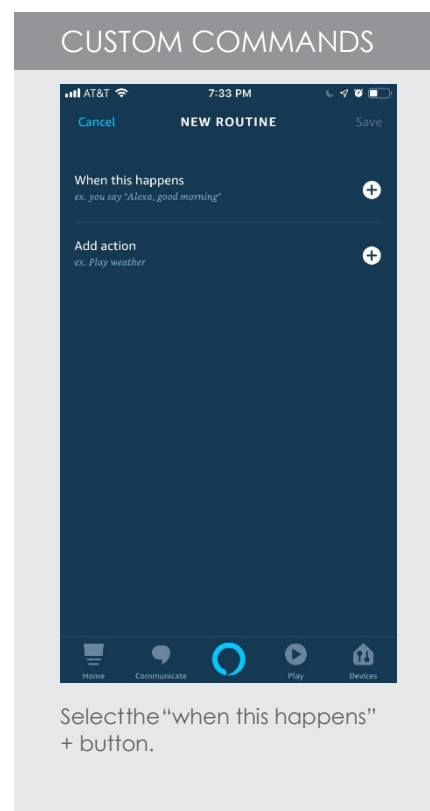 CUSTOM COMMANDS
AT&T 7:33 PM
Cancel NEW ROUTINE Save
When this happens
ex. you say "Alexa, good morning"
Add action
ex. Play weather
Home Communicate Play Devices
Selectthe“when this happens”
+ button.